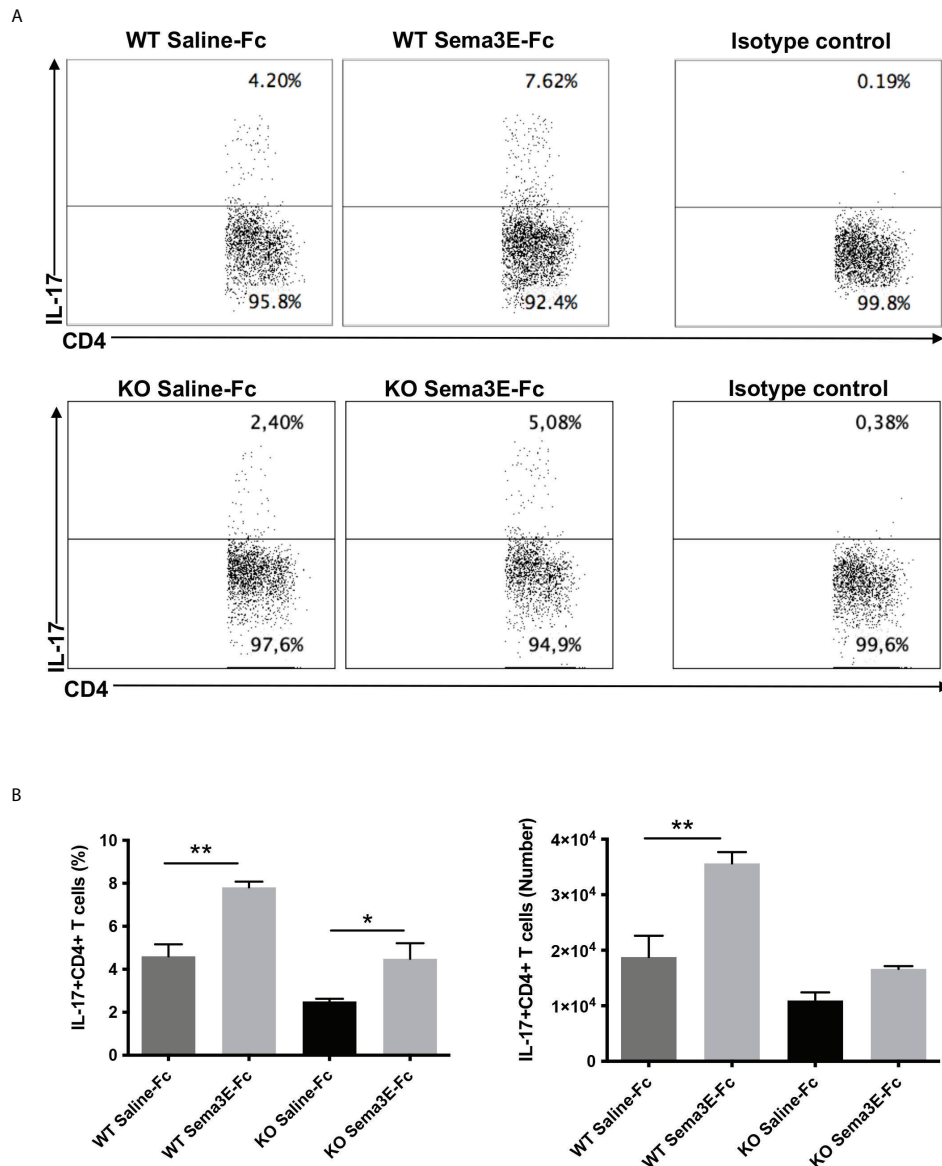 A
WT Saline-Fc WT Sema3E-Fc Isotype control
4.20% 7.62% 0.19%
IL-17
95.8% 92.4% 99.8%
CD4
KO Saline-Fc KO Sema3E-Fc Isotype control
2,40% 5,08% 0,38%
IL-17
97,6% 94,9% 99,6%
CD4
B
IL-17+CD4+ T cells (%)
10
8
6
4
2
0
** *
WT Saline-Fc
WT Sema3E-Fc
KO Saline-Fc
KO Sema3E-Fc
IL-17+CD4+ T cells (Number)
4×10⁴
3×10⁴
2×10⁴
1×10⁴
0
**
WT Saline-Fc
WT Sema3E-Fc
KO Saline-Fc
KO Sema3E-Fc